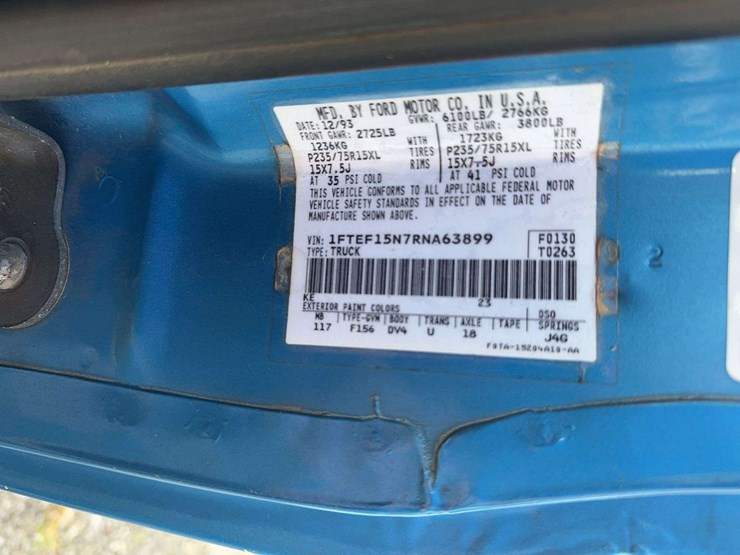 MFD. BY FORD MOTOR CO. IN U.S.A.
DATE: 12/93 GVWR: 6100LB/ 2766KG
FRONT GAWR: 2725LB REAR GAWR: 3800LB
1236KG WITH 1723KG WITH
P235/75R15XL TIRES P235/75R15XL TIRES
15X7.5J RIMS 15X7.5J RIMS
AT 35 PSI COLD AT 41 PSI COLD
THIS VEHICLE CONFORMS TO ALL APPLICABLE FEDERAL MOTOR
VEHICLE SAFETY STANDARDS IN EFFECT ON THE DATE OF
MANUFACTURE SHOWN ABOVE.
VIN: 1FTEF15N7RNA63899 F0130
TYPE: TRUCK T0263
KE 23
EXTERIOR PAINT COLORS DSO
WB TYPE-GVW BODY TRANS AXLE TAPE SPRINGS
117 F156 DV4 U 18 J4G
2